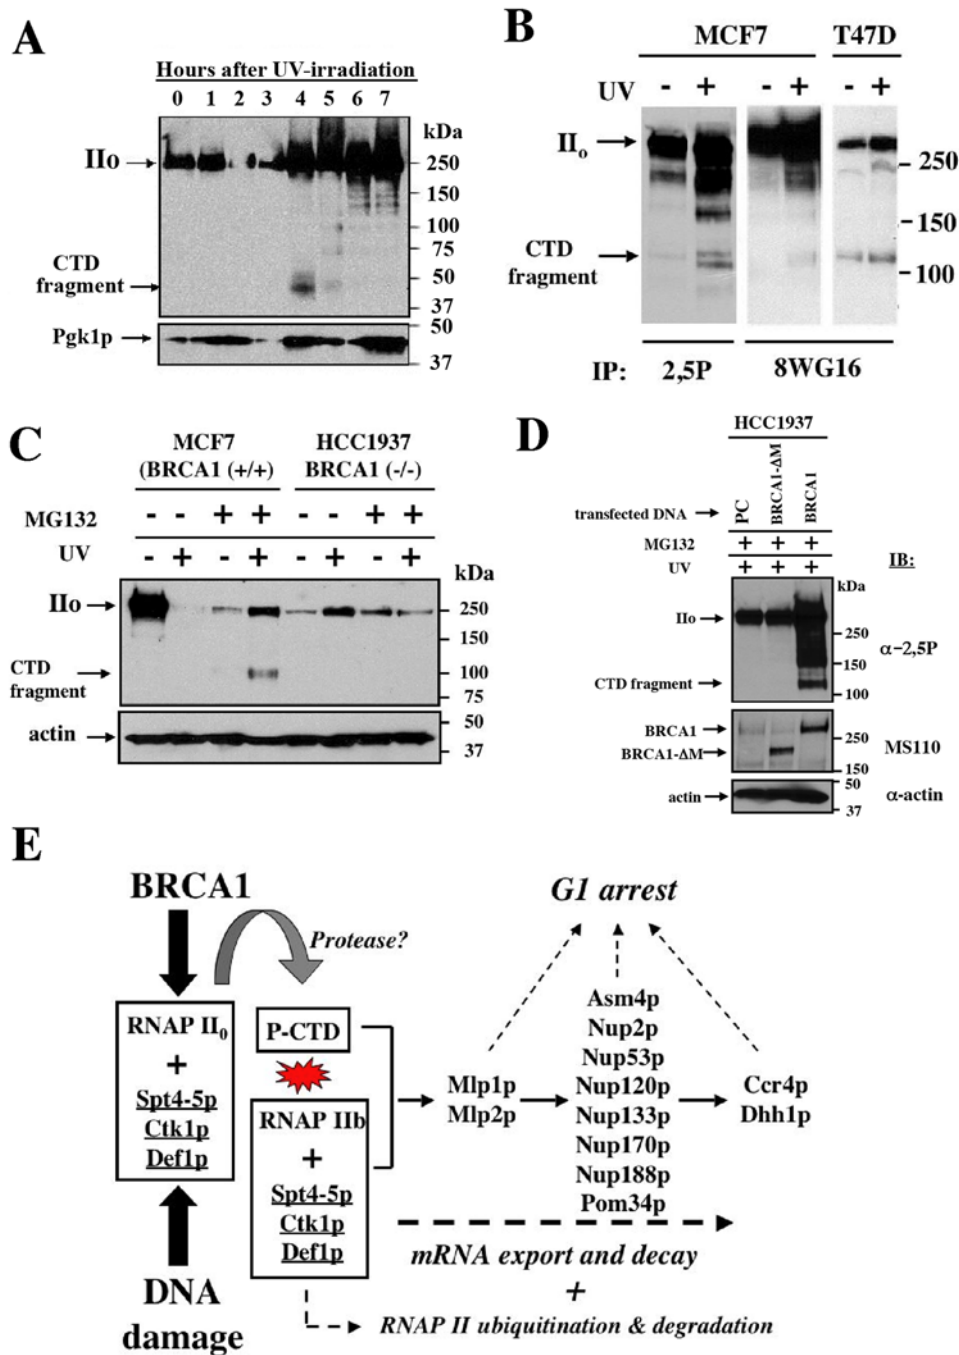 A
Hours after UV-irradiation
0 1 2 3 4 5 6 7
kDa
IIo
250
150
100
75
CTD
fragment
50
37
Pgk1p
50
37
B
MCF7 T47D
UV - + - + - +
IIo
250
150
CTD
fragment
100
IP: 2,5P 8WG16
C
MCF7 HCC1937
(BRCA1 (+/+) BRCA1 (-/-)
MG132 - - + + - - + +
UV - + - + - + - +
kDa
IIo
250
150
CTD
fragment
100
75
actin
50
37
D
HCC1937
transfected DNA PC BRCA1-ΔM BRCA1
MG132 + + +
UV + + + IB:
kDa
IIo
250
α-2,5P
150
CTD fragment
100
BRCA1
250
MS110
BRCA1-ΔM
150
50
actin α-actin
37
E
BRCA1
G1 arrest
Protease?
RNAP II0
+
Spt4-5p
Ctk1p
Def1p
P-CTD
RNAP IIb
+
Spt4-5p
Ctk1p
Def1p
Mlp1p
Mlp2p
Asm4p
Nup2p
Nup53p
Nup120p
Nup133p
Nup170p
Nup188p
Pom34p
Ccr4p
Dhh1p
mRNA export and decay
+
RNAP II ubiquitination & degradation
DNA
damage